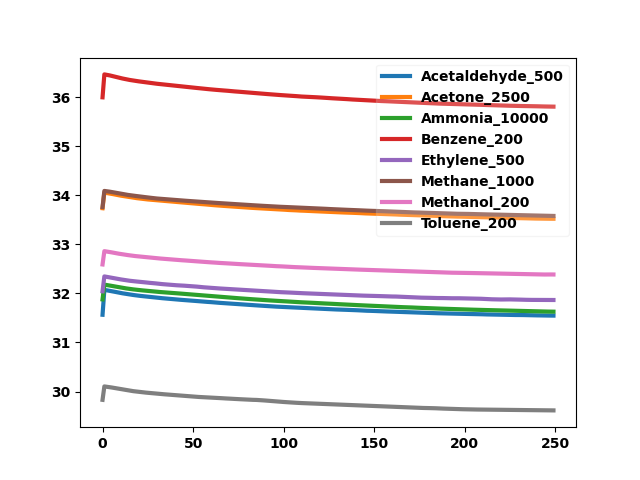 Acetaldehyde_500
Acetone_2500
Ammonia_10000
Benzene_200
Ethylene_500
Methane_1000
Methanol_200
Toluene_200
36
35
34
33
32
31
30
0 50 100 150 200 250